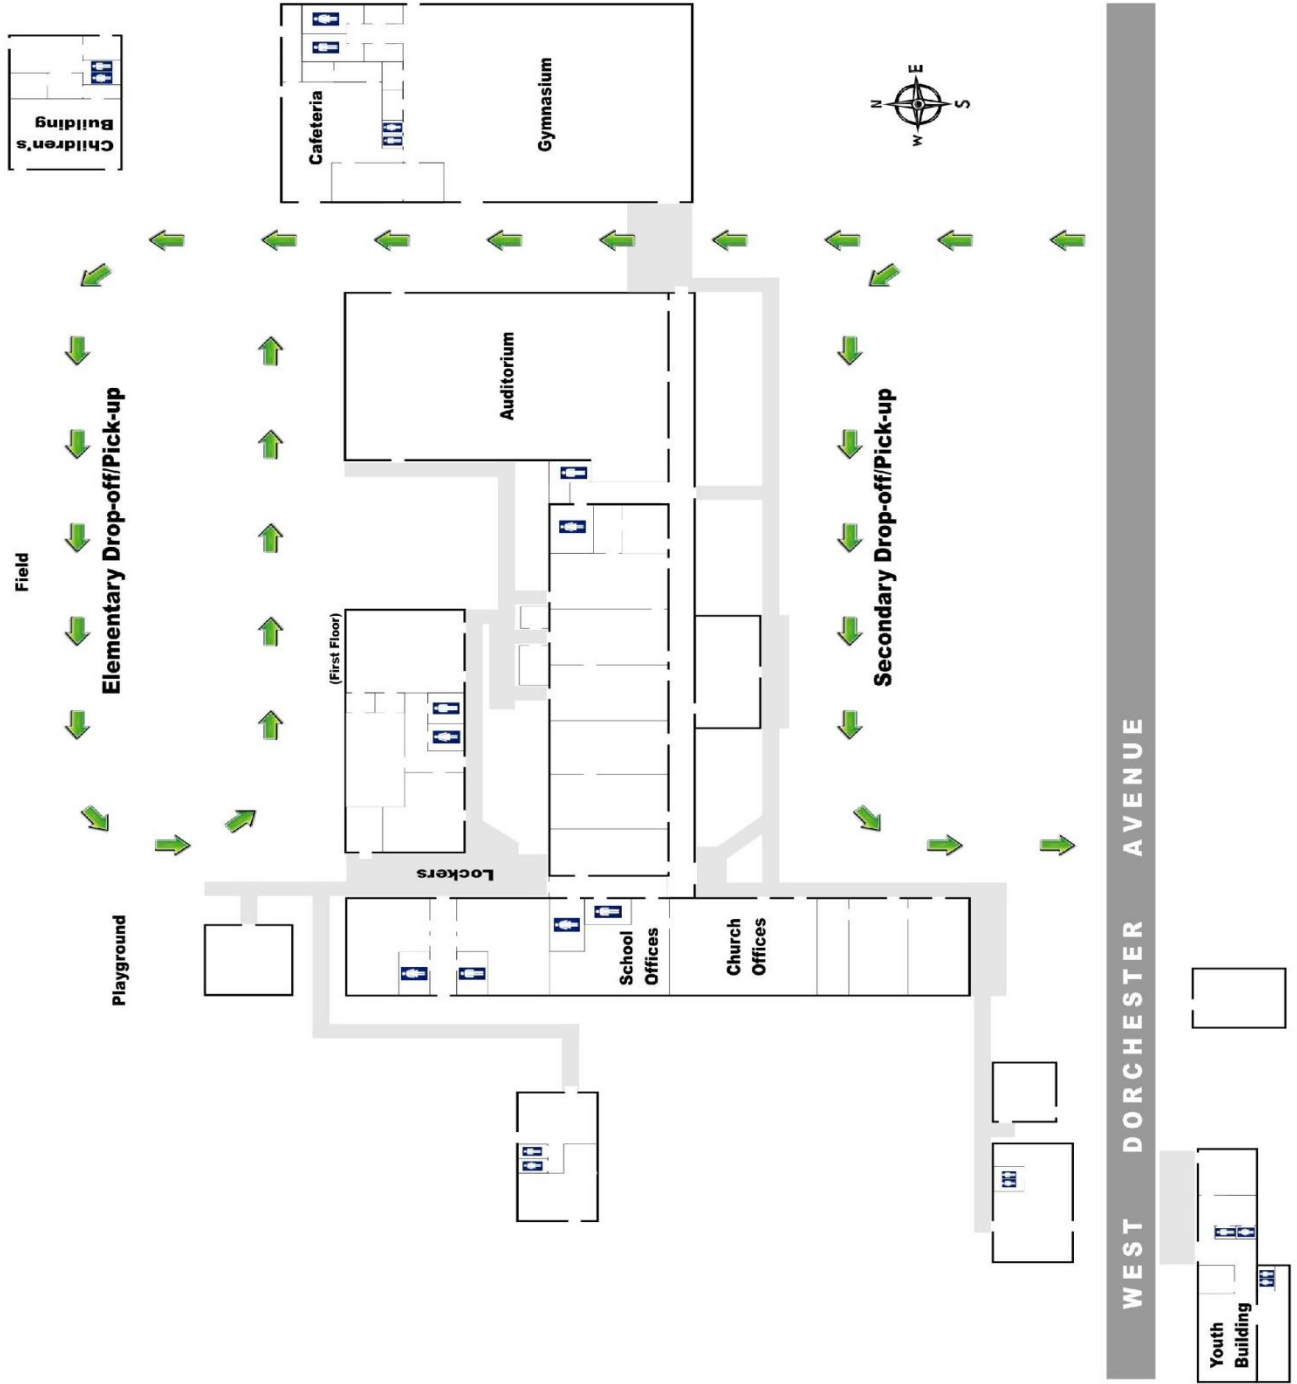 Children's
Building
Cafeteria
Gymnasium
N
E
S
W
Field
Elementary Drop-off/Pick-up
Auditorium
Secondary Drop-off/Pick-up
(First Floor)
Lockers
Playground
School
Offices
Church
Offices
WEST DORCHESTER AVENUE
Youth
Building